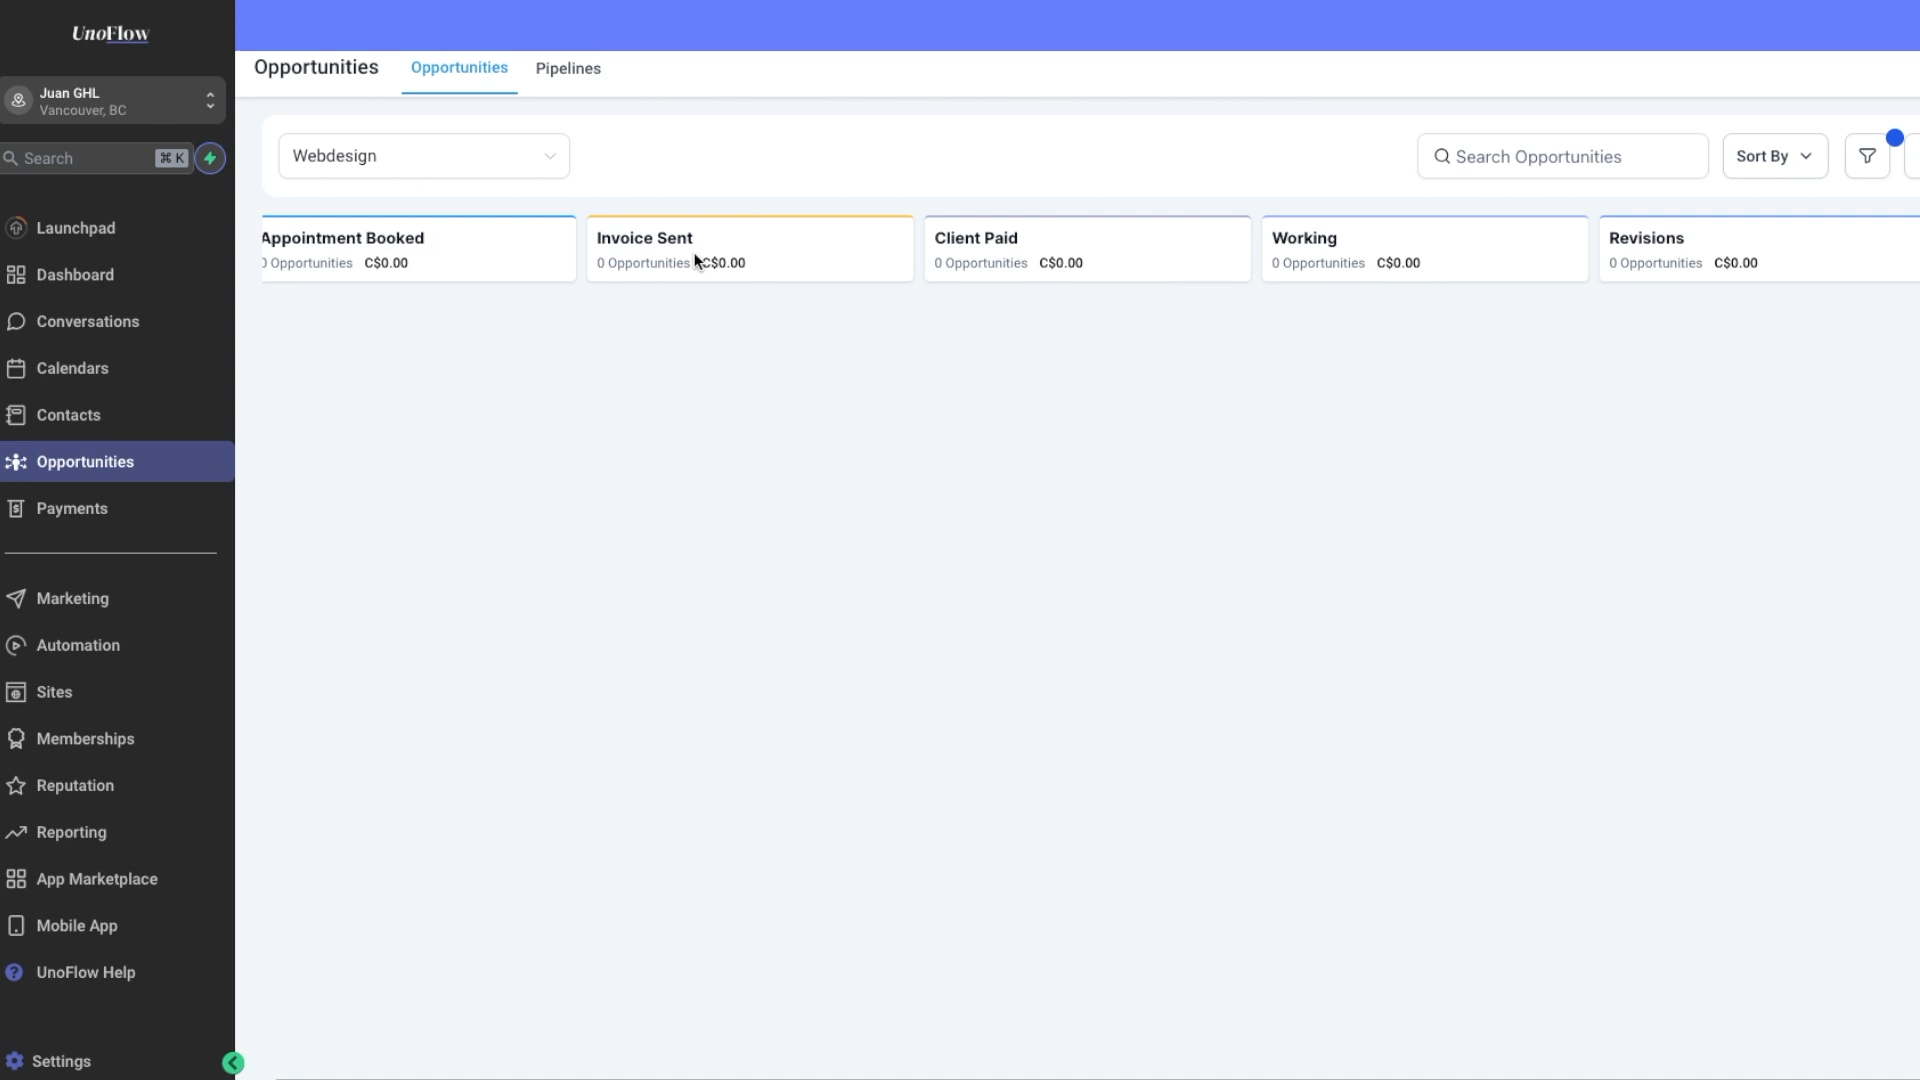 UnoFlow
Juan GHL
Vancouver, BC
Search ⌘ K
Launchpad
Dashboard
Conversations
Calendars
Contacts
Opportunities
Payments
Marketing
Automation
Sites
Memberships
Reputation
Reporting
App Marketplace
Mobile App
UnoFlow Help
Settings
Opportunities Opportunities Pipelines
Webdesign
Search Opportunities
Sort By
Appointment Booked
0 Opportunities C$0.00
Invoice Sent
0 Opportunities C$0.00
Client Paid
0 Opportunities C$0.00
Working
0 Opportunities C$0.00
Revisions
0 Opportunities C$0.00